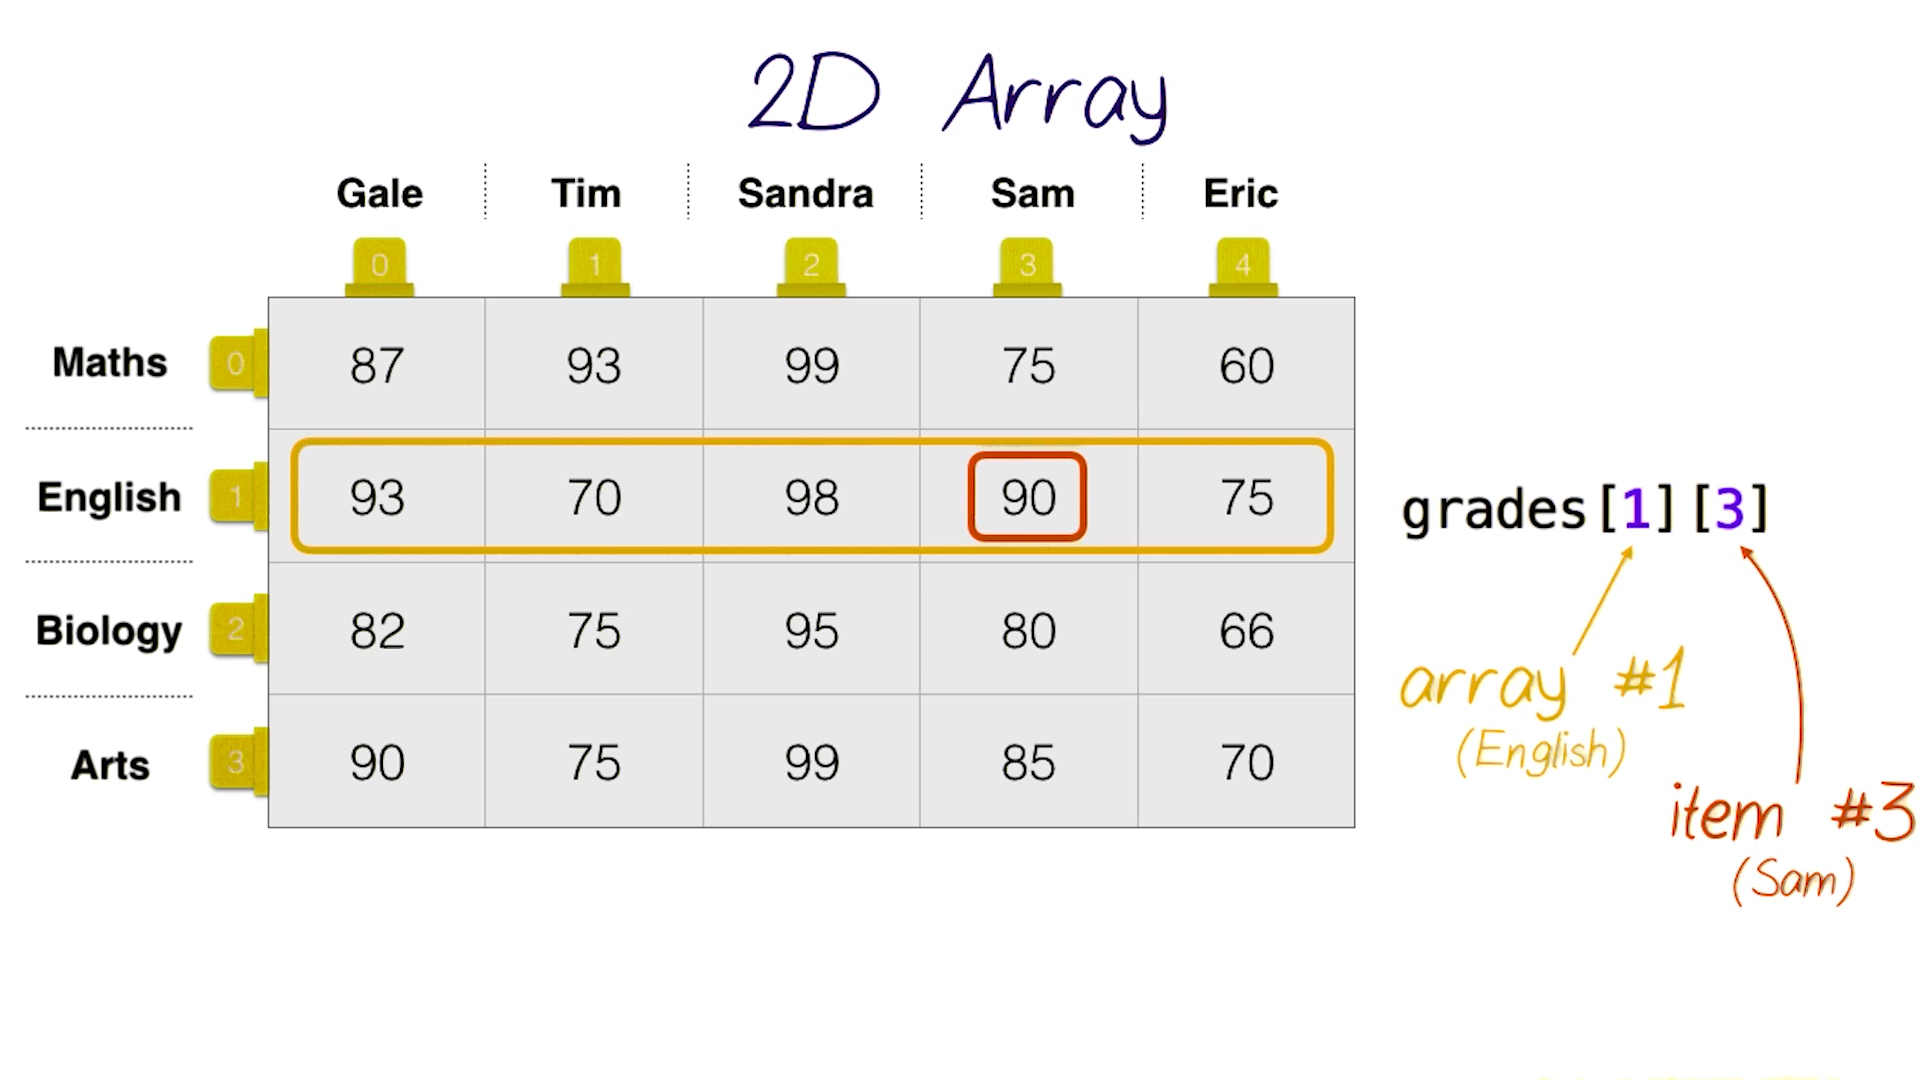 2D Array
Gale Tim Sandra Sam Eric
0 1 2 3 4
Maths 0 87 93 99 75 60
English 1 93 70 98 90 75
grades[1][3]
Biology 2 82 75 95 80 66
array #1
(English)
Arts 3 90 75 99 85 70
item #3
(Sam)